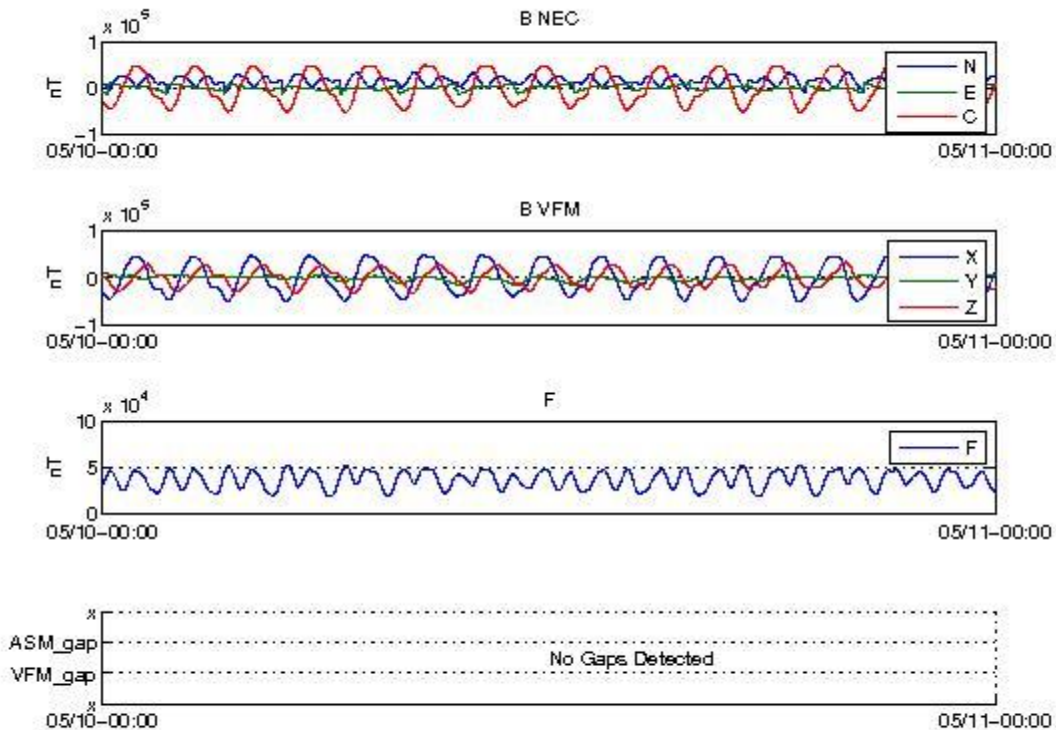 B NEC
x 10^5
1
0
-1
nT
N
E
C
05/10-00:00
05/11-00:00
B VFM
x 10^5
1
0
-1
nT
X
Y
Z
05/10-00:00
05/11-00:00
F
x 10^4
10
5
0
nT
F
05/10-00:00
05/11-00:00
x
ASM_gap
VFM_gap
x
No Gaps Detected
05/10-00:00
05/11-00:00